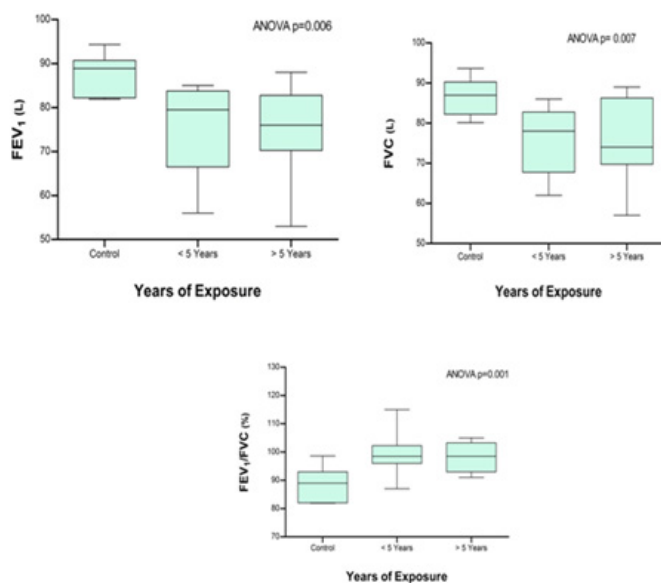 ANOVA p=0.006
FEV₁ (L)
100
90
80
70
60
50
Control
< 5 Years
> 5 Years
Years of Exposure
ANOVA p= 0.007
FVC (L)
100
90
80
70
60
50
Control
< 5 Years
> 5 Years
Years of Exposure
ANOVA p=0.001
FEV₁/FVC (%)
130
120
110
100
90
80
70
Control
< 5 Years
> 5 Years
Years of Exposure